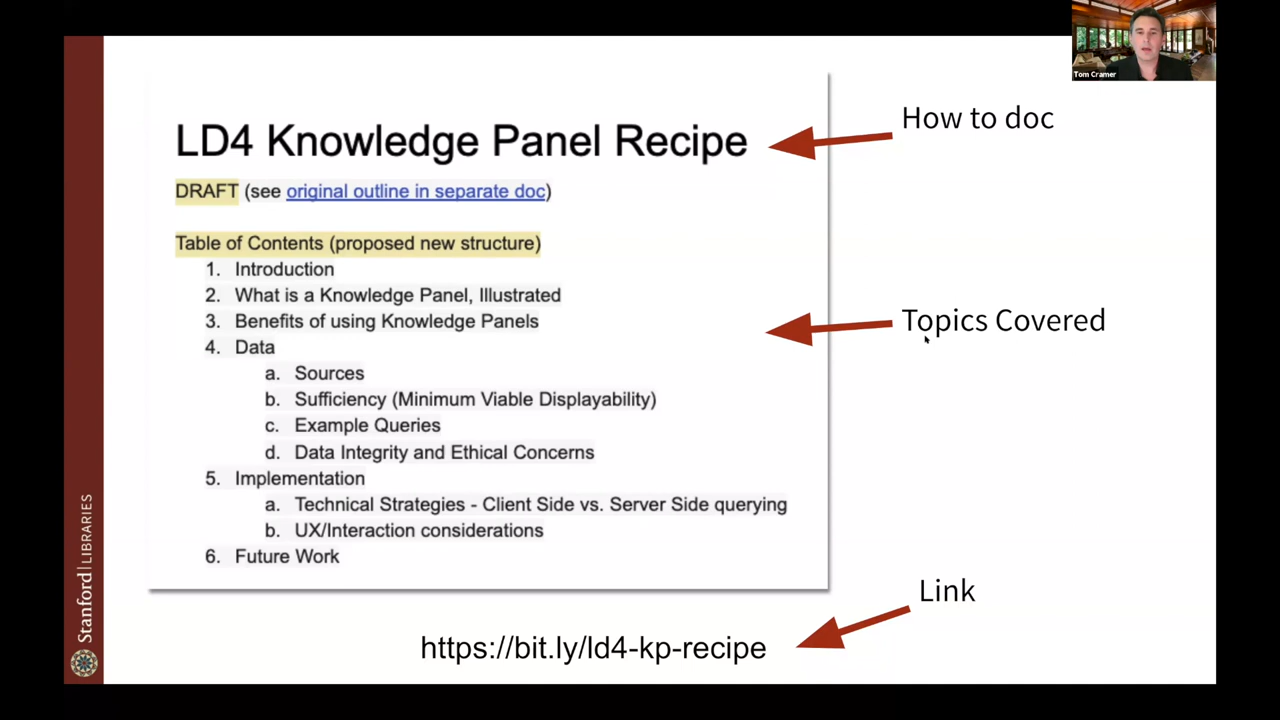 Tom Cramer
How to doc
LD4 Knowledge Panel Recipe
DRAFT (see original outline in separate doc)
Table of Contents (proposed new structure)
1. Introduction
2. What is a Knowledge Panel, Illustrated
3. Benefits of using Knowledge Panels
Topics Covered
4. Data
a. Sources
b. Sufficiency (Minimum Viable Displayability)
c. Example Queries
d. Data Integrity and Ethical Concerns
5. Implementation
a. Technical Strategies - Client Side vs. Server Side querying
b. UX/Interaction considerations
6. Future Work
Link
https://bit.ly/ld4-kp-recipe
Stanford | LIBRARIES